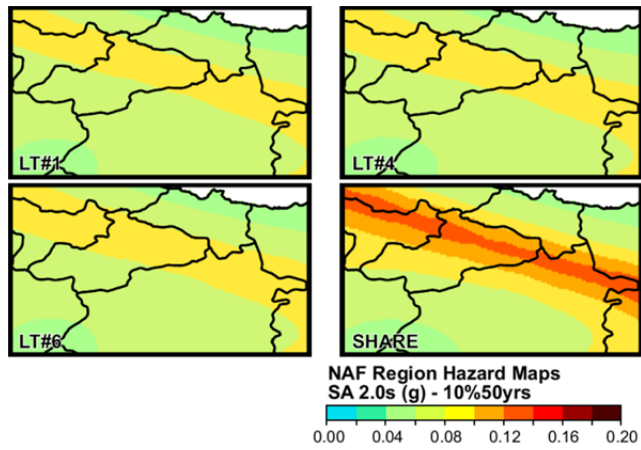 LT#1
LT#4
LT#6
SHARE
NAF Region Hazard Maps
SA 2.0s (g) - 10%50yrs
0.00 0.04 0.08 0.12 0.16 0.20